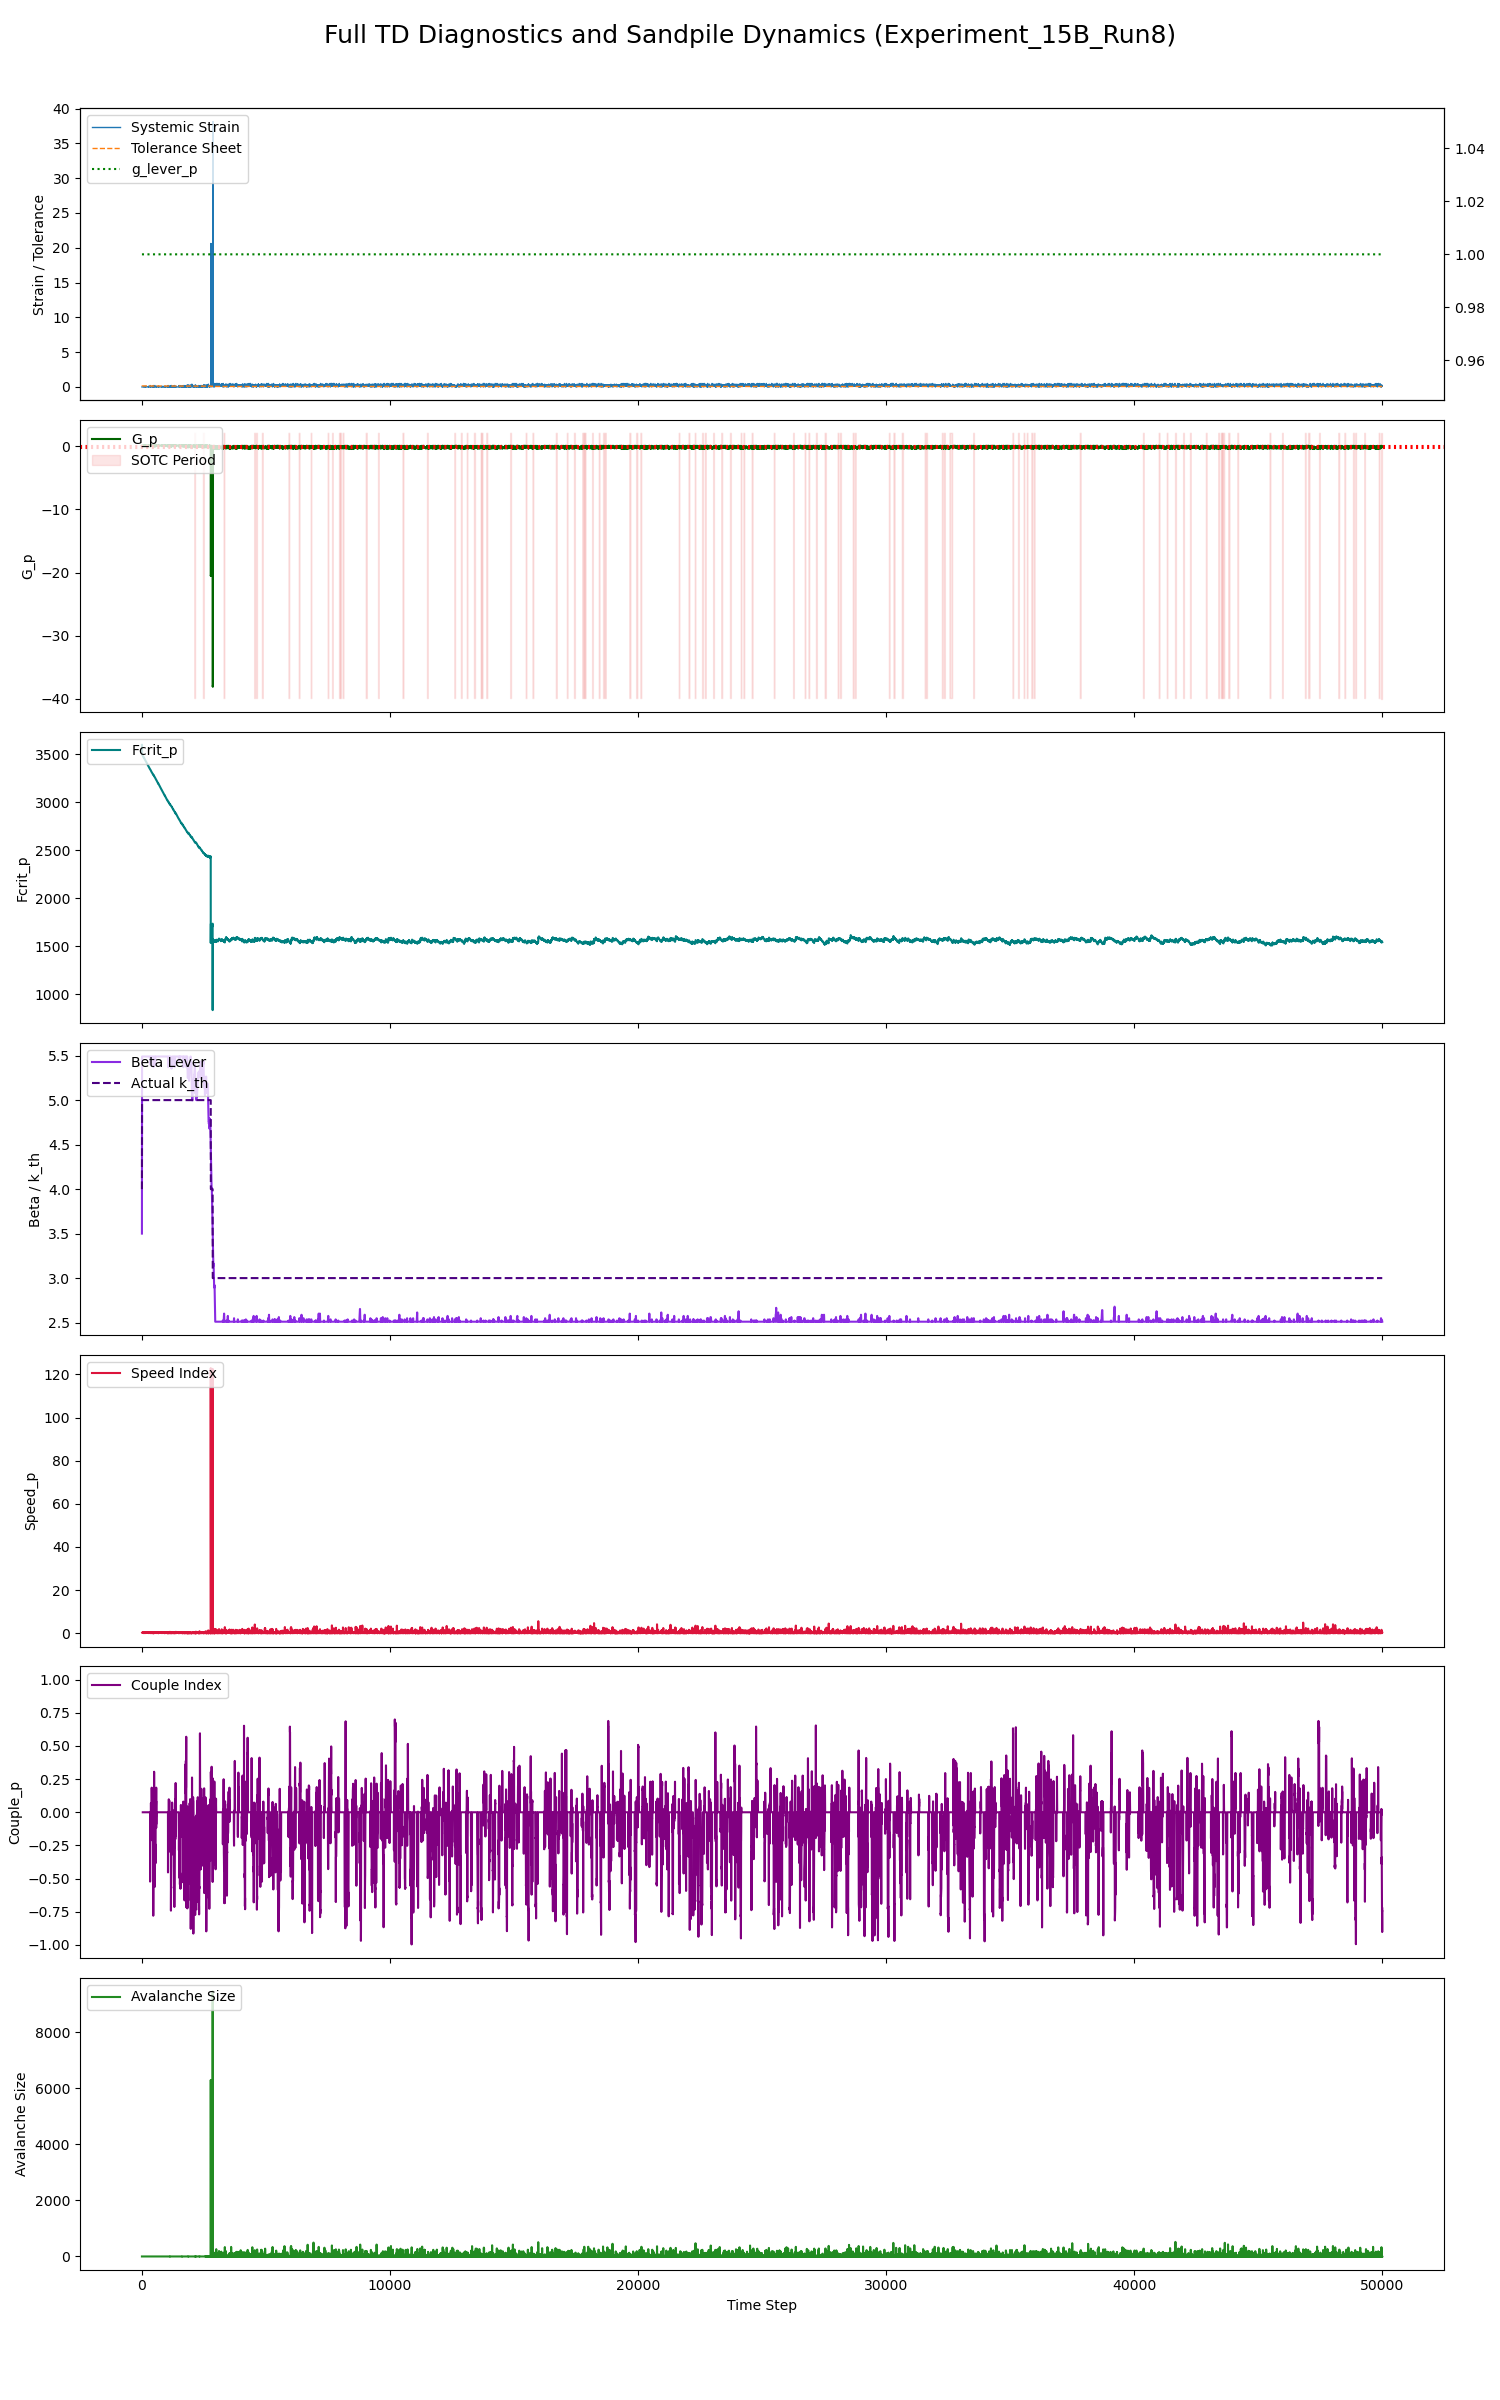 Full TD Diagnostics and Sandpile Dynamics (Experiment_15B_Run8)
Strain / Tolerance
40
35
30
25
20
15
10
5
0
Systemic Strain
Tolerance Sheet
g_lever_p
1.04
1.02
1.00
0.98
0.96
G_p
0
−10
−20
−30
−40
G_p
SOTC Period
Fcrit_p
3500
3000
2500
2000
1500
1000
Fcrit_p
Beta / k_th
5.5
5.0
4.5
4.0
3.5
3.0
2.5
Beta Lever
Actual k_th
Speed_p
120
100
80
60
40
20
0
Speed Index
Couple_p
1.00
0.75
0.50
0.25
0.00
−0.25
−0.50
−0.75
−1.00
Couple Index
Avalanche Size
8000
6000
4000
2000
0
Avalanche Size
0
10000
20000
30000
40000
50000
Time Step